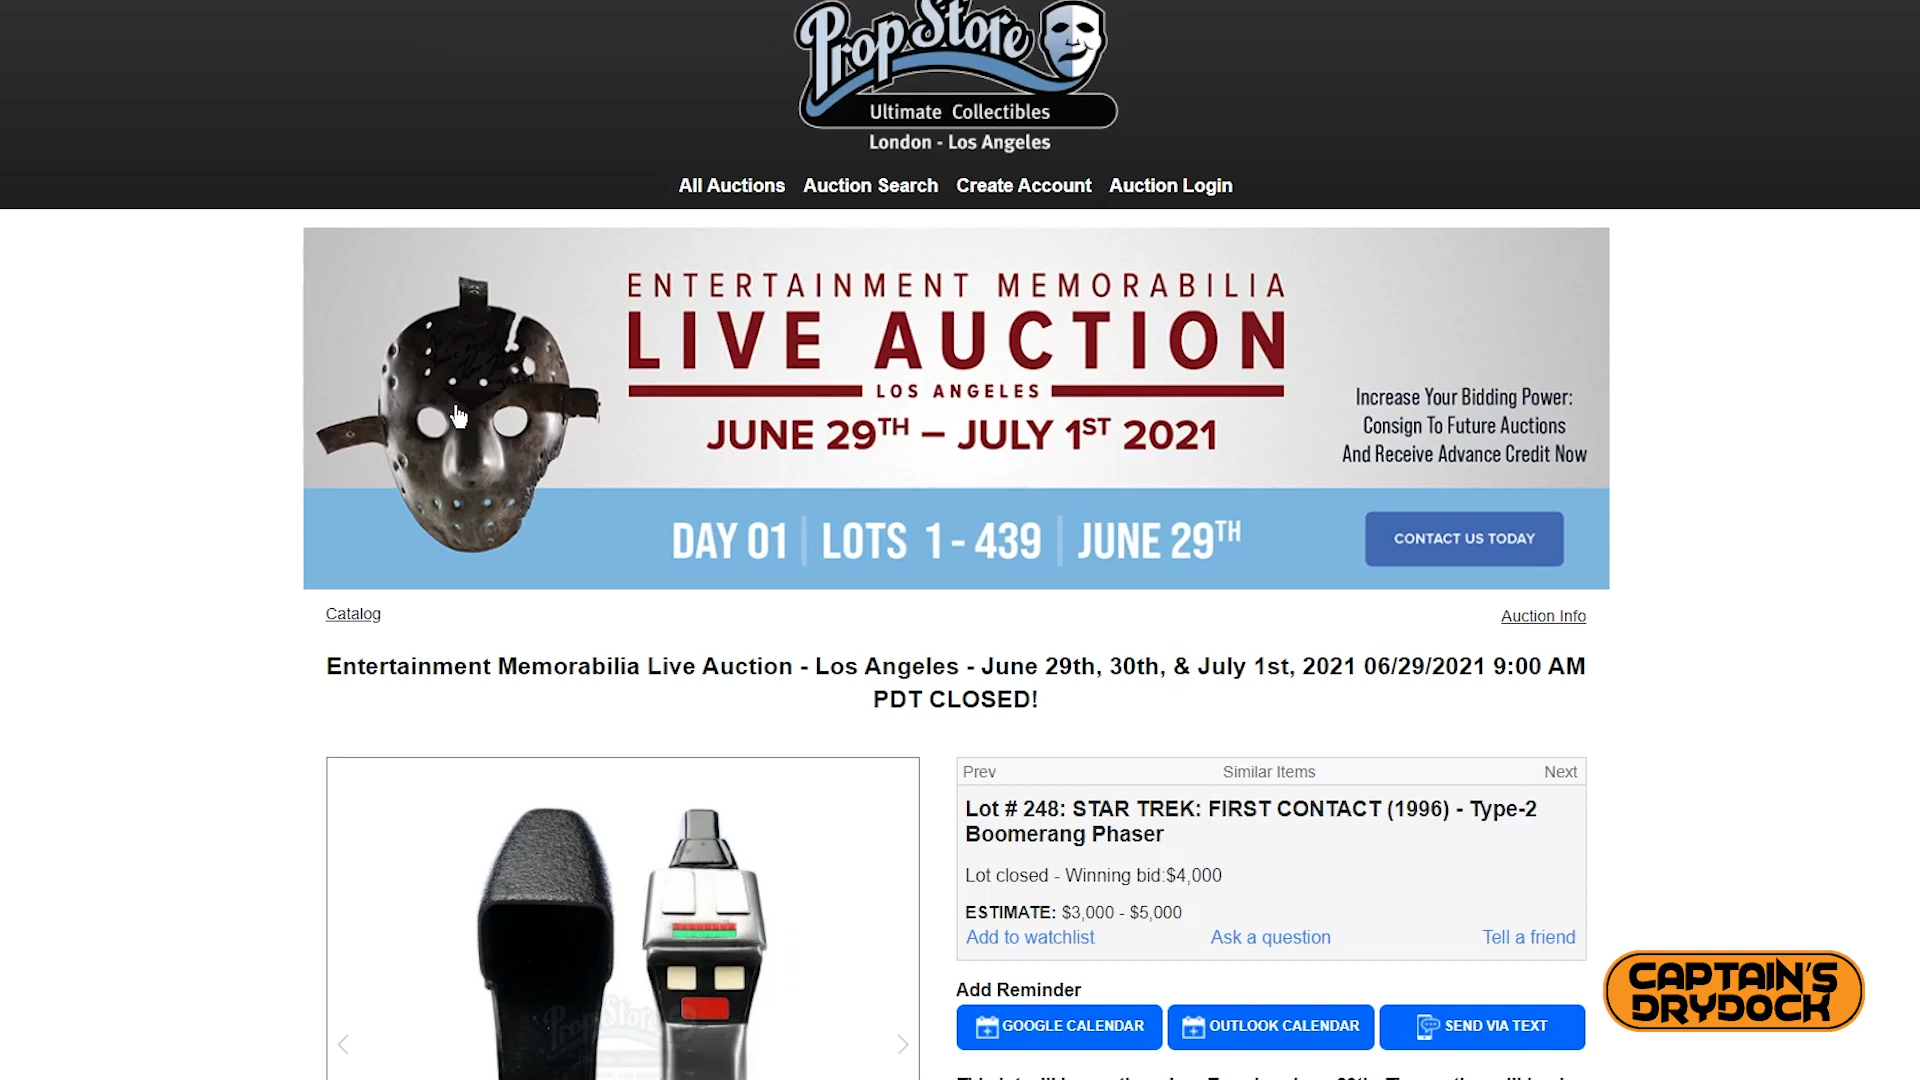 Prop Store
Ultimate Collectibles
London - Los Angeles
All Auctions Auction Search Create Account Auction Login
ENTERTAINMENT MEMORABILIA
LIVE AUCTION
LOS ANGELES
JUNE 29TH – JULY 1ST 2021
Increase Your Bidding Power:
Consign To Future Auctions
And Receive Advance Credit Now
DAY 01 | LOTS 1 - 439 | JUNE 29TH
CONTACT US TODAY
Catalog
Auction Info
Entertainment Memorabilia Live Auction - Los Angeles - June 29th, 30th, & July 1st, 2021 06/29/2021 9:00 AM
PDT CLOSED!
Prev Similar Items Next
Lot # 248: STAR TREK: FIRST CONTACT (1996) - Type-2
Boomerang Phaser
Lot closed - Winning bid:$4,000
ESTIMATE: $3,000 - $5,000
Add to watchlist Ask a question Tell a friend
Add Reminder
GOOGLE CALENDAR OUTLOOK CALENDAR SEND VIA TEXT
Prop Store
CAPTAIN'S
DRYDOCK